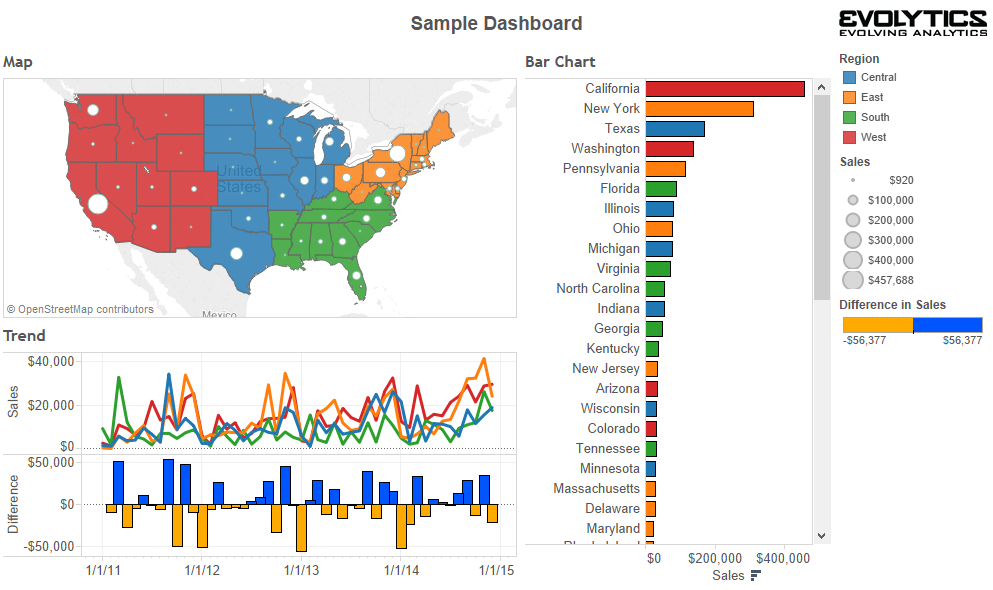 Sample Dashboard
EVOLYTICS
EVOLVING ANALYTICS
Map
United
States
Mexico
© OpenStreetMap contributors
Trend
Sales
$40,000
$20,000
$0
Difference
$50,000
$0
-$50,000
1/1/11
1/1/12
1/1/13
1/1/14
1/1/15
Bar Chart
California
New York
Texas
Washington
Pennsylvania
Florida
Illinois
Ohio
Michigan
Virginia
North Carolina
Indiana
Georgia
Kentucky
New Jersey
Arizona
Wisconsin
Colorado
Tennessee
Minnesota
Massachusetts
Delaware
Maryland
$0
$200,000
$400,000
Sales
Region
Central
East
South
West
Sales
$920
$100,000
$200,000
$300,000
$400,000
$457,688
Difference in Sales
-$56,377
$56,377